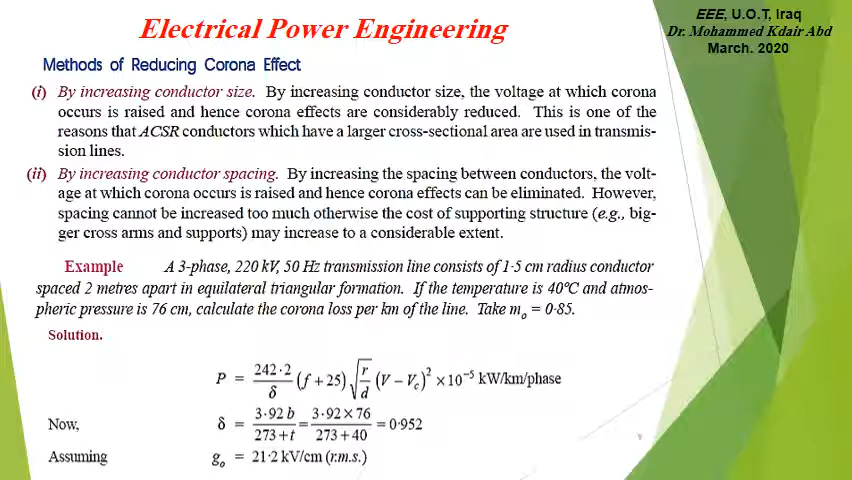 Electrical Power Engineering
EEE, U.O.T, Iraq
Dr. Mohammed Kdair Abd
March. 2020
Methods of Reducing Corona Effect
(i) By increasing conductor size. By increasing conductor size, the voltage at which corona
occurs is raised and hence corona effects are considerably reduced. This is one of the
reasons that ACSR conductors which have a larger cross-sectional area are used in transmis-
sion lines.
(ii) By increasing conductor spacing. By increasing the spacing between conductors, the volt-
age at which corona occurs is raised and hence corona effects can be eliminated. However,
spacing cannot be increased too much otherwise the cost of supporting structure (e.g., big-
ger cross arms and supports) may increase to a considerable extent.
Example A 3-phase, 220 kV, 50 Hz transmission line consists of 1·5 cm radius conductor
spaced 2 metres apart in equilateral triangular formation. If the temperature is 40ºC and atmos-
pheric pressure is 76 cm, calculate the corona loss per km of the line. Take mₒ = 0·85.
Solution.
P = 242·2/δ (f + 25) √(r/d) (V – V_c)² × 10⁻⁵ kW/km/phase
Now, δ = 3·92 b/(273 + t) = 3·92 × 76/(273 + 40) = 0·952
Assuming gₒ = 21·2 kV/cm (r.m.s.)